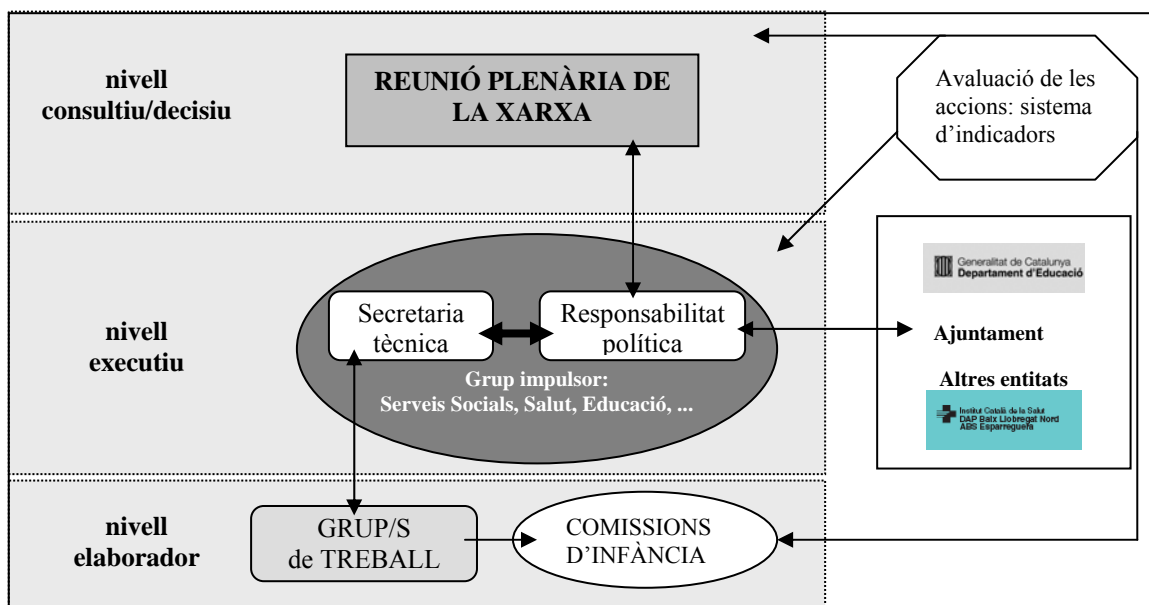 nivell
consultiu/decisiu
REUNIÓ PLENÀRIA DE
LA XARXA
Avaluació de les
accions: sistema
d’indicadors
nivell
executiu
Secretaria
tècnica
Responsabilitat
política
Grup impulsor:
Serveis Socials, Salut, Educació, ...
Generalitat de Catalunya
Departament d'Educació
Ajuntament
Altres entitats
Institut Català de la Salut
DAP Baix Llobregat Nord
ABS Esparreguera
nivell
elaborador
GRUP/S
de TREBALL
COMISSIONS
D’INFÀNCIA